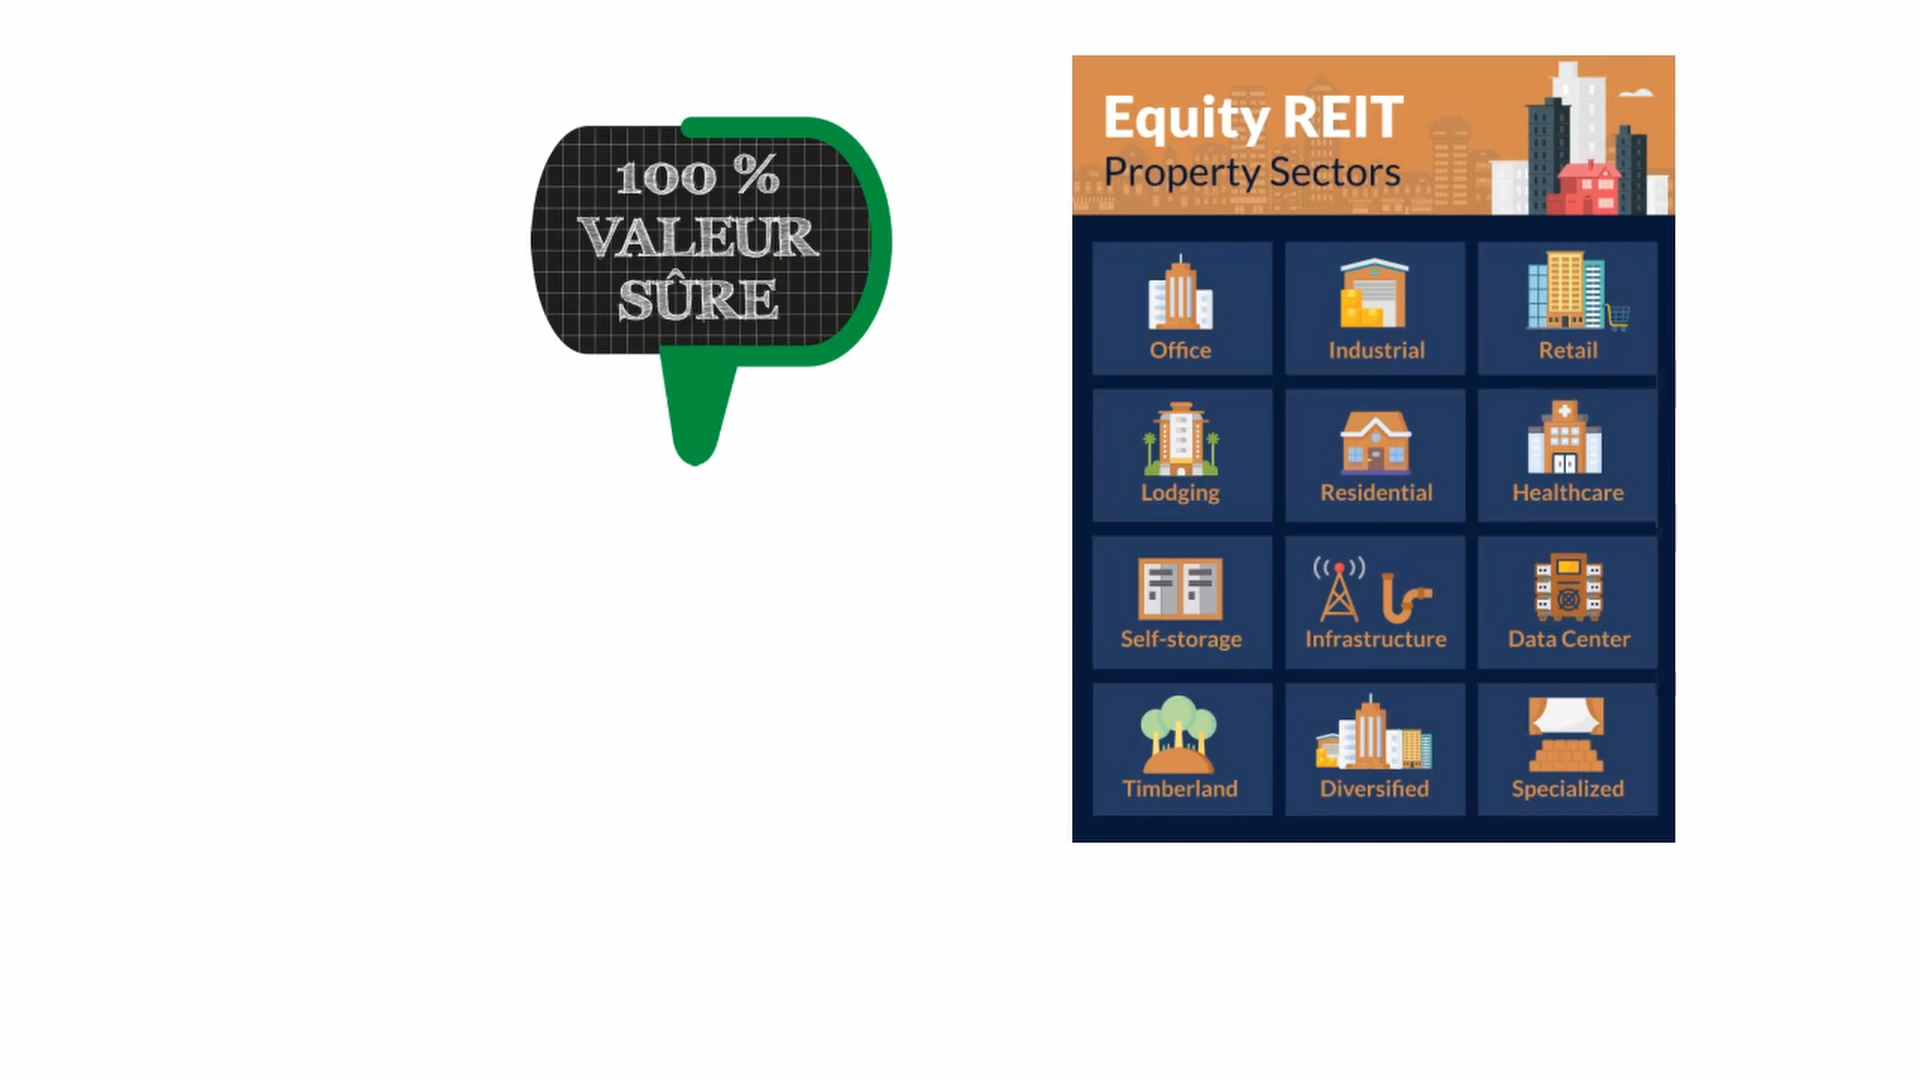 100 %
VALEUR
SÛRE
Equity REIT
Property Sectors
Office
Industrial
Retail
Lodging
Residential
Healthcare
Self-storage
Infrastructure
Data Center
Timberland
Diversified
Specialized